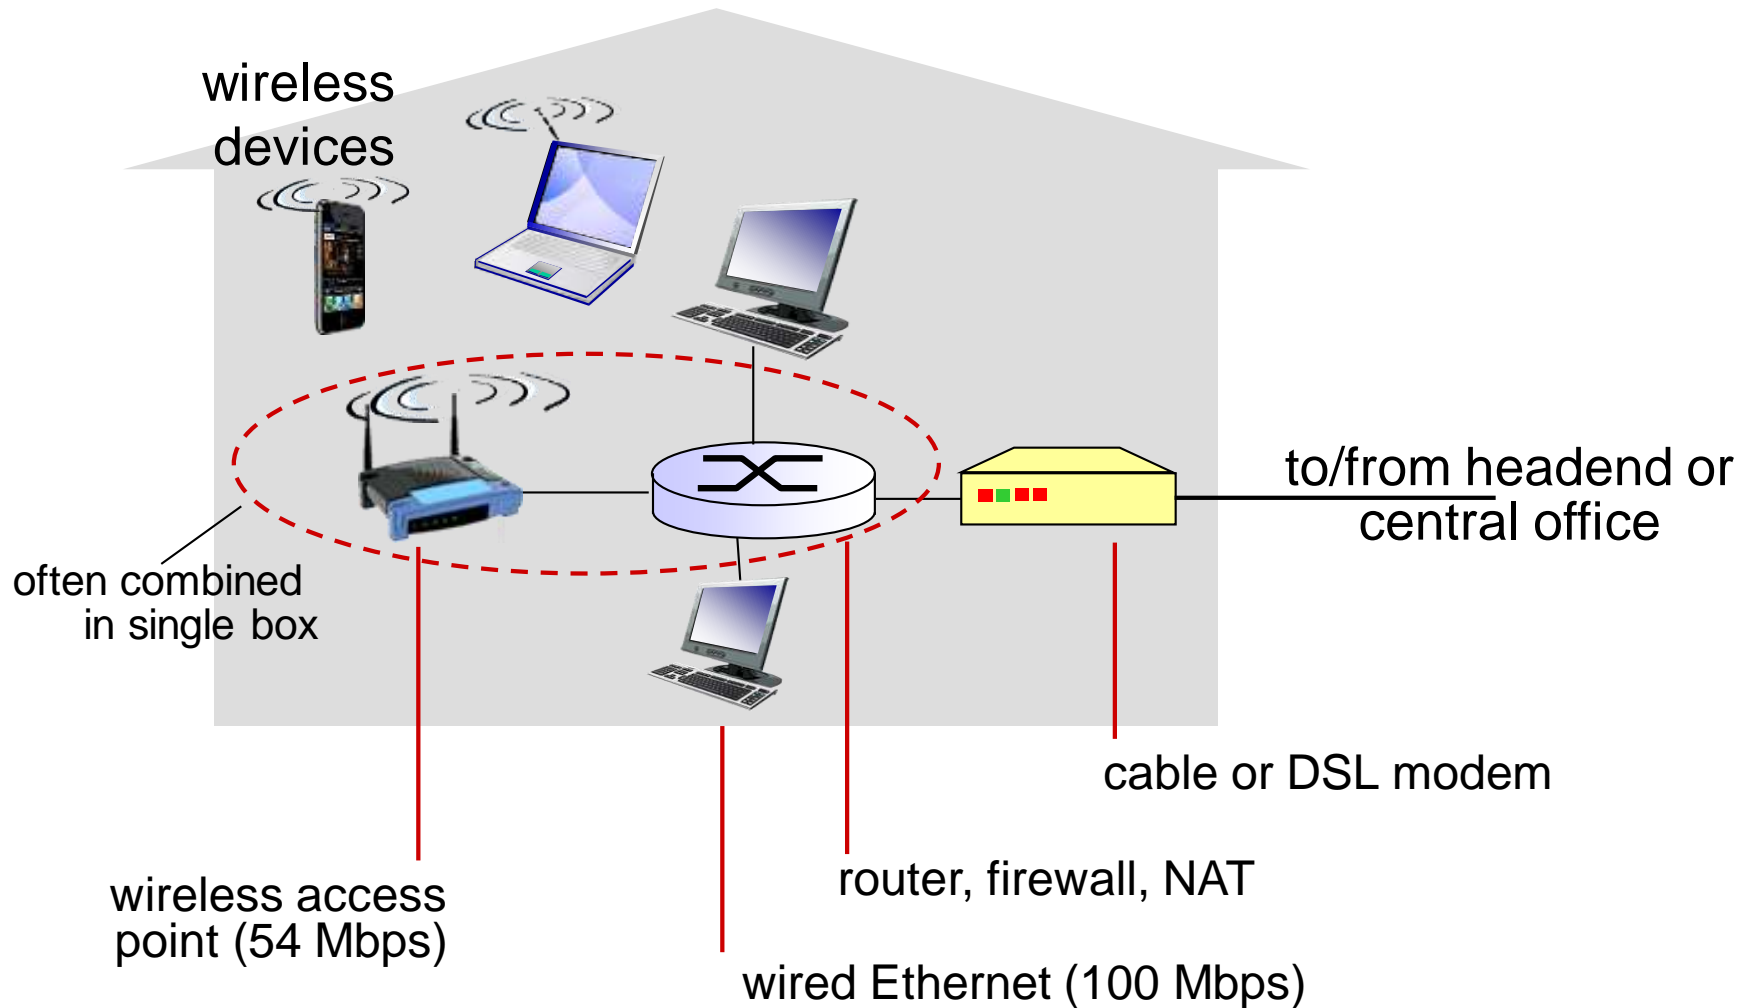 wireless
devices
to/from headend or
central office
often combined
in single box
cable or DSL modem
router, firewall, NAT
wireless access
point (54 Mbps)
wired Ethernet (100 Mbps)